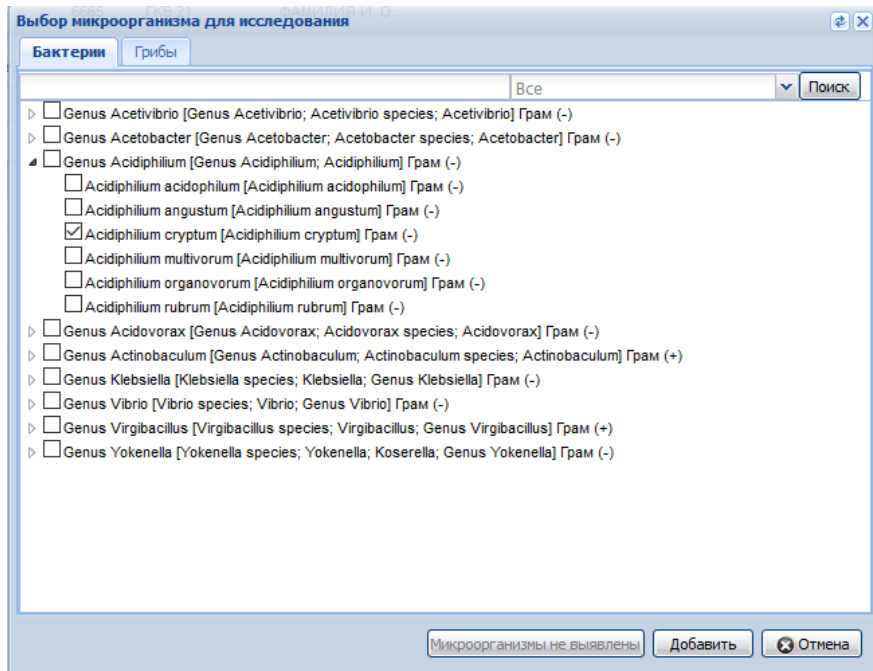 6665 ГКБ 21 ФАМИЛИЯ И. О.
Выбор микроорганизма для исследования
Бактерии Грибы
Все Поиск
Genus Acetivibrio [Genus Acetivibrio; Acetivibrio species; Acetivibrio] Грам (-)
Genus Acetobacter [Genus Acetobacter; Acetobacter species; Acetobacter] Грам (-)
Genus Acidiphilium [Genus Acidiphilium; Acidiphilium] Грам (-)
Acidiphilium acidophilum [Acidiphilium acidophilum] Грам (-)
Acidiphilium angustum [Acidiphilium angustum] Грам (-)
Acidiphilium cryptum [Acidiphilium cryptum] Грам (-)
Acidiphilium multivorum [Acidiphilium multivorum] Грам (-)
Acidiphilium organovorum [Acidiphilium organovorum] Грам (-)
Acidiphilium rubrum [Acidiphilium rubrum] Грам (-)
Genus Acidovorax [Genus Acidovorax; Acidovorax species; Acidovorax] Грам (-)
Genus Actinobaculum [Genus Actinobaculum; Actinobaculum species; Actinobaculum] Грам (+)
Genus Klebsiella [Klebsiella species; Klebsiella; Genus Klebsiella] Грам (-)
Genus Vibrio [Vibrio species; Vibrio; Genus Vibrio] Грам (-)
Genus Virgibacillus [Virgibacillus species; Virgibacillus; Genus Virgibacillus] Грам (+)
Genus Yokenella [Yokenella species; Yokenella; Koserella; Genus Yokenella] Грам (-)
Микроорганизмы не выявлены Добавить Отмена